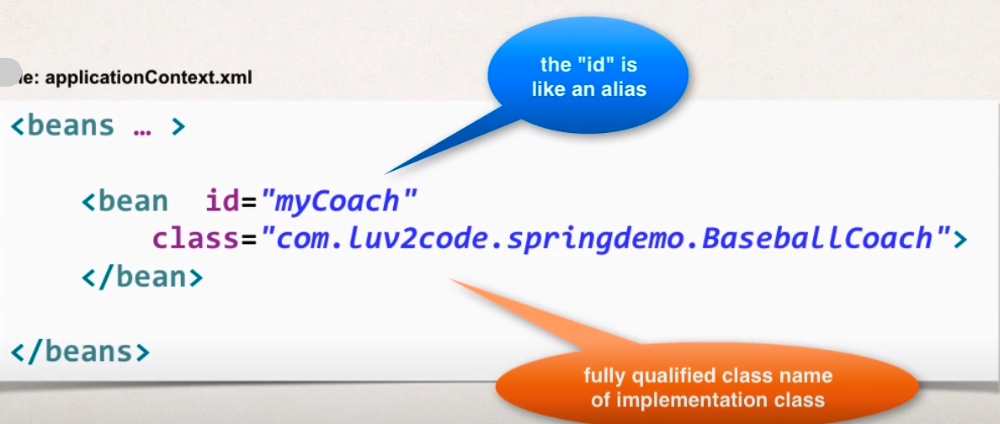 the "id" is
like an alias
le: applicationContext.xml
<beans … >
<bean id="myCoach"
class="com.luv2code.springdemo.BaseballCoach">
</bean>
</beans>
fully qualified class name
of implementation class